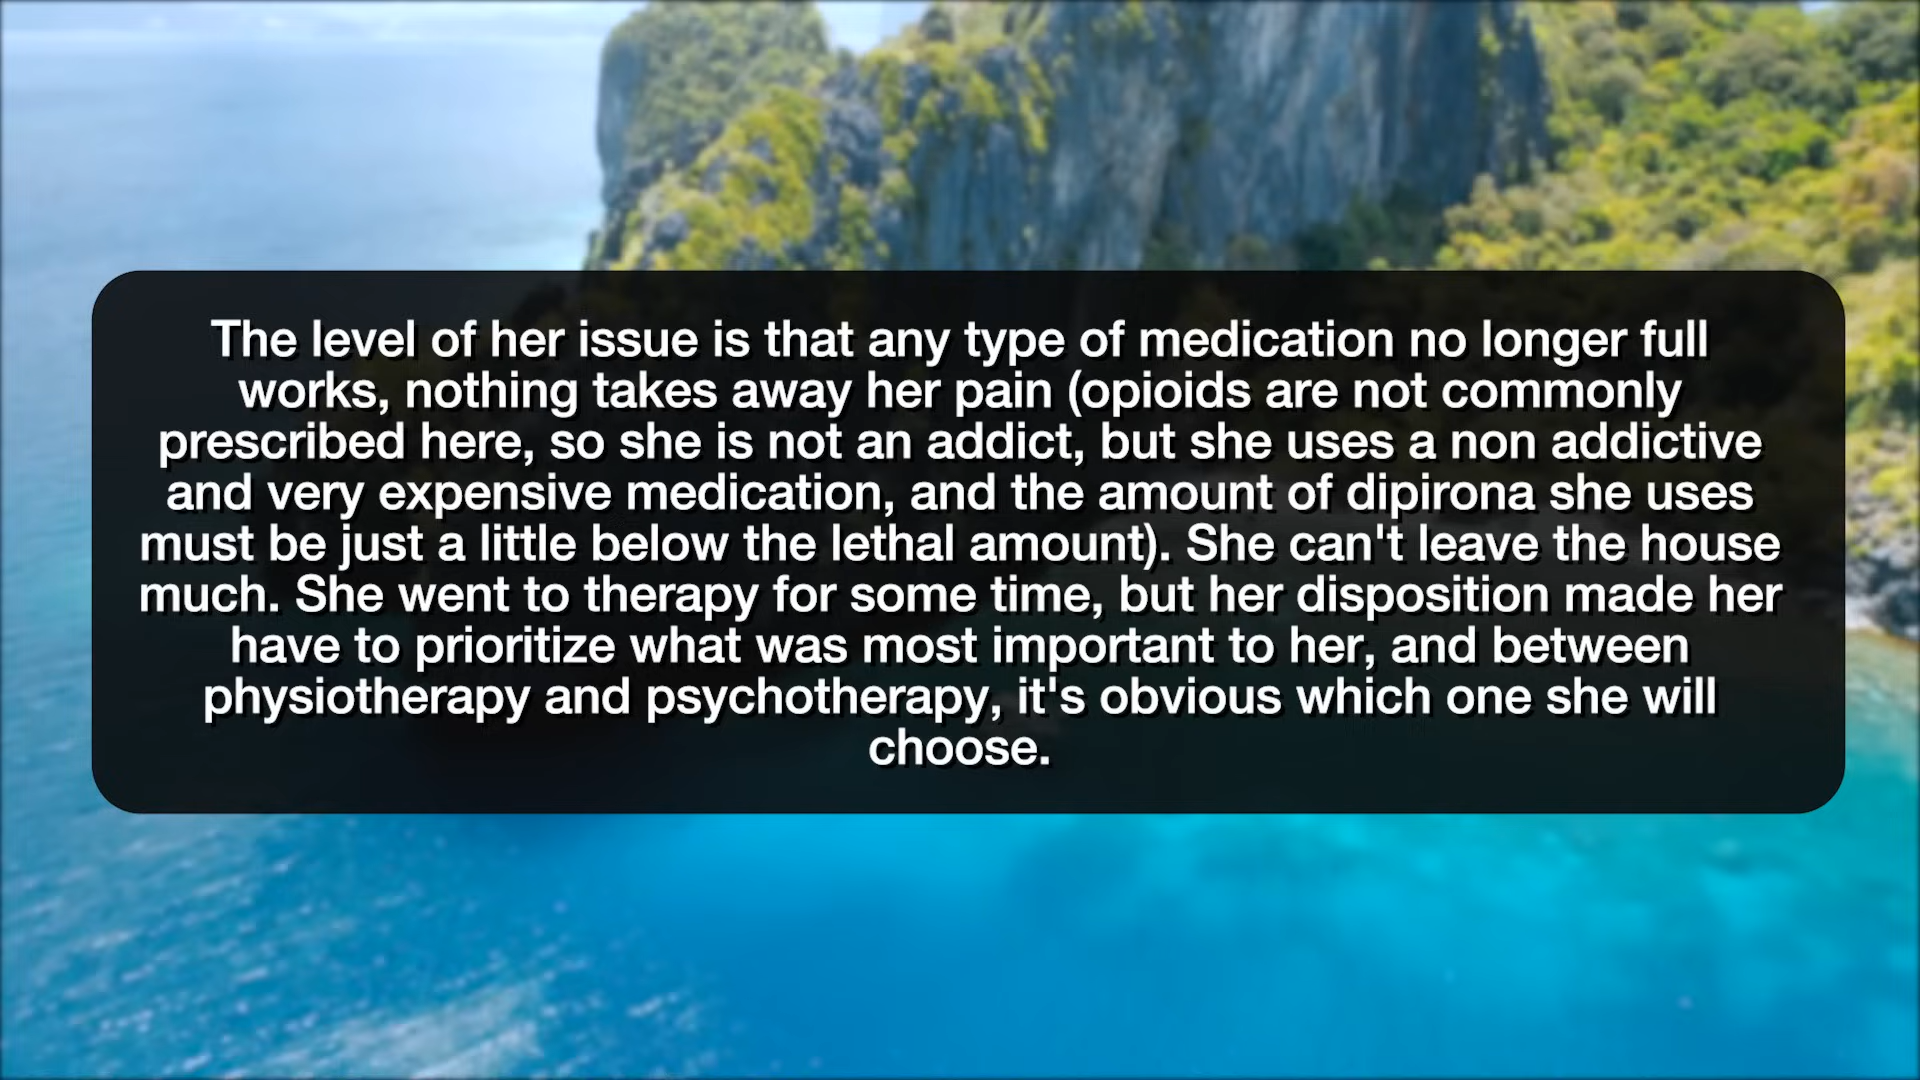 The level of her issue is that any type of medication no longer full
works, nothing takes away her pain (opioids are not commonly
prescribed here, so she is not an addict, but she uses a non addictive
and very expensive medication, and the amount of dipirona she uses
must be just a little below the lethal amount). She can't leave the house
much. She went to therapy for some time, but her disposition made her
have to prioritize what was most important to her, and between
physiotherapy and psychotherapy, it's obvious which one she will
choose.